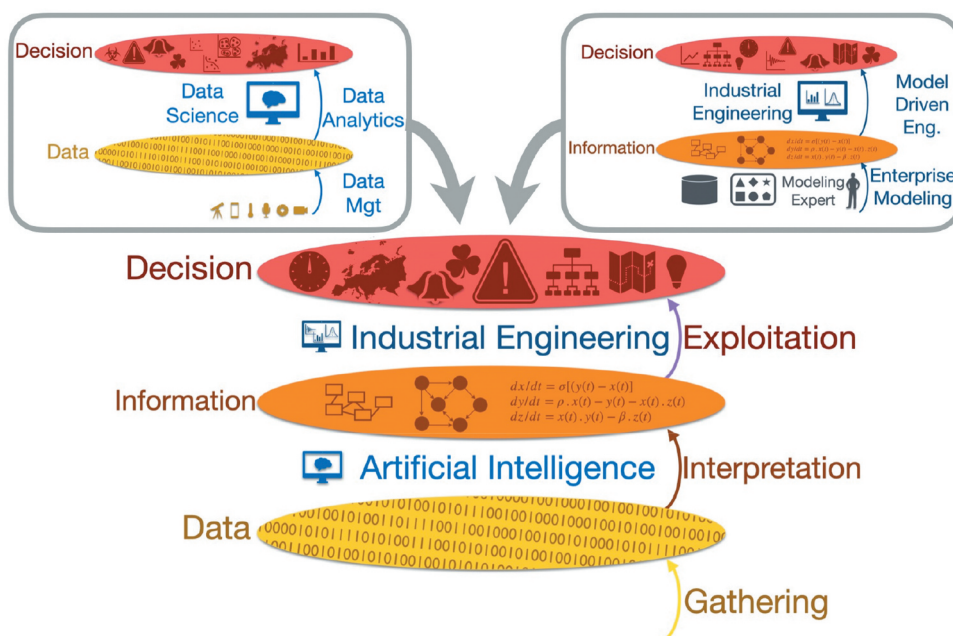 Decision
Data
Science
Data
Analytics
Data
Data
Mgt
Decision
Industrial
Engineering
Model
Driven
Eng.
Information
Modeling
Expert
Enterprise
Modeling
Decision
Industrial Engineering
Exploitation
Information
dx/dt = σ[(y(t) − x(t)]
dy/dt = ρ . x(t) − y(t) − x(t) . z(t)
dz/dt = x(t) . y(t) − β . z(t)
Artificial Intelligence
Interpretation
Data
Gathering